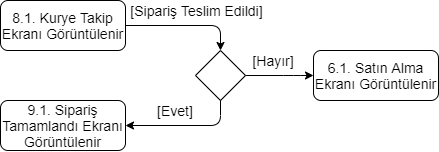 8.1. Kurye Takip
Ekranı Görüntülenir
[Sipariş Teslim Edildi]
[Hayır]
6.1. Satın Alma
Ekranı Görüntülenir
[Evet]
9.1. Sipariş
Tamamlandı Ekranı
Görüntülenir